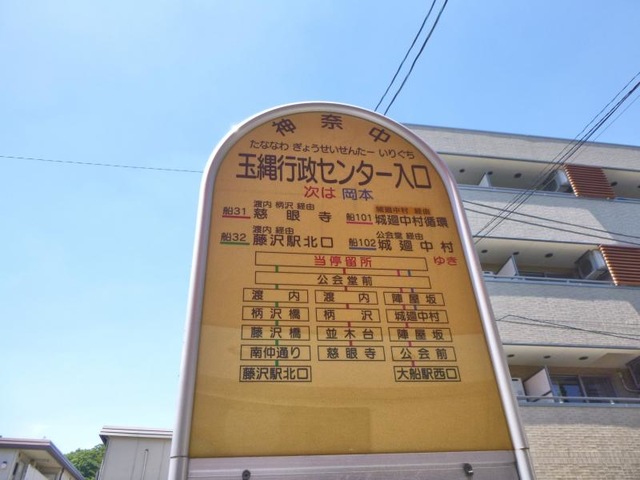 神奈中
たななわ ぎょうせいせんたー いりぐち
玉縄行政センター入口
次は 岡本
渡内 柄沢 経由
船31 慈眼寺
城廻中村 経由
船101 城廻中村循環
渡内 経由
船32 藤沢駅北口
公会堂 経由
船102 城廻中村
当停留所 ゆき
公会堂前
渡内 渡内 陣屋坂
柄沢橋 柄沢 城廻中村
藤沢橋 並木台 陣屋坂
南仲通り 慈眼寺 公会前
藤沢駅北口 大船駅西口